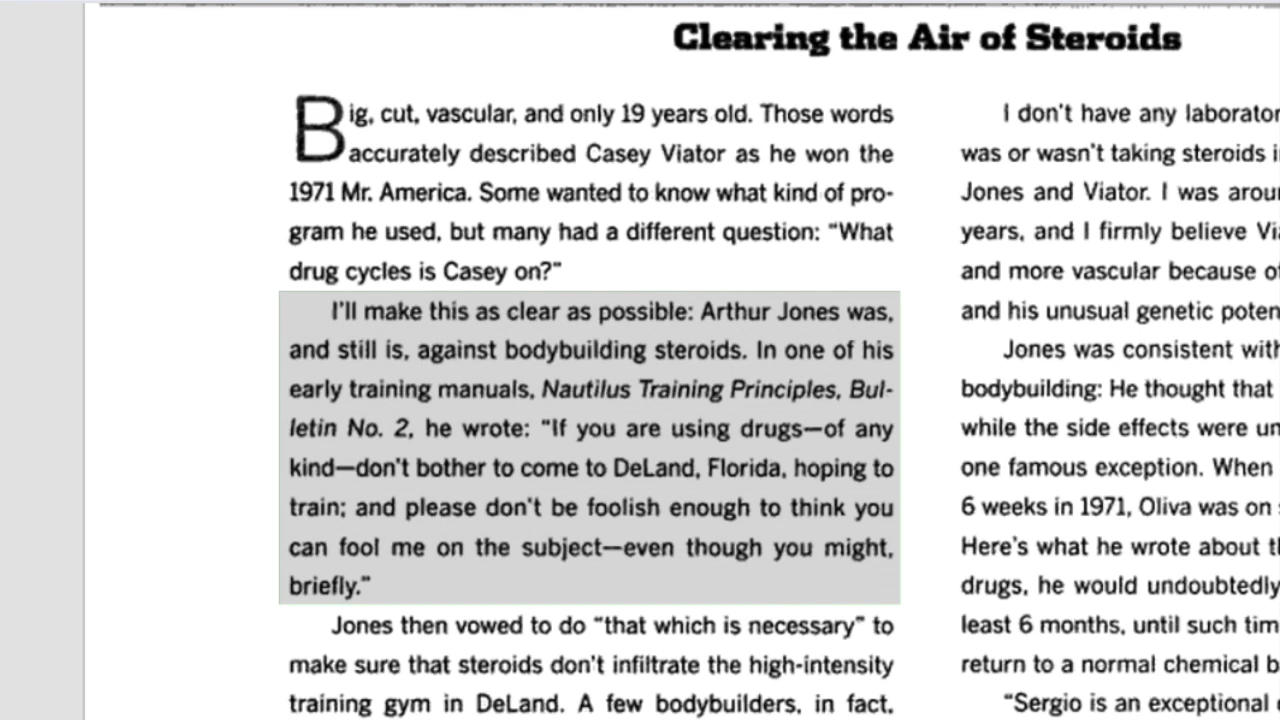 Clearing the Air of Steroids
Big, cut, vascular, and only 19 years old. Those words
accurately described Casey Viator as he won the
1971 Mr. America. Some wanted to know what kind of pro-
gram he used, but many had a different question: "What
drug cycles is Casey on?"
I'll make this as clear as possible: Arthur Jones was,
and still is, against bodybuilding steroids. In one of his
early training manuals, Nautilus Training Principles, Bul-
letin No. 2, he wrote: "If you are using drugs—of any
kind—don't bother to come to DeLand, Florida, hoping to
train; and please don't be foolish enough to think you
can fool me on the subject—even though you might,
briefly."
Jones then vowed to do "that which is necessary" to
make sure that steroids don't infiltrate the high-intensity
training gym in DeLand. A few bodybuilders, in fact,
I don't have any
was or wasn't taking steroids
Jones and Viator. I was
years, and I firmly believe
and more vascular because
and his unusual genetic
Jones was consistent
bodybuilding: He thought that
while the side effects were
one famous exception. When
6 weeks in 1971, Oliva was on
Here's what he wrote about
drugs, he would undoubtedly
least 6 months, until such
return to a normal chemical
"Sergio is an exceptional